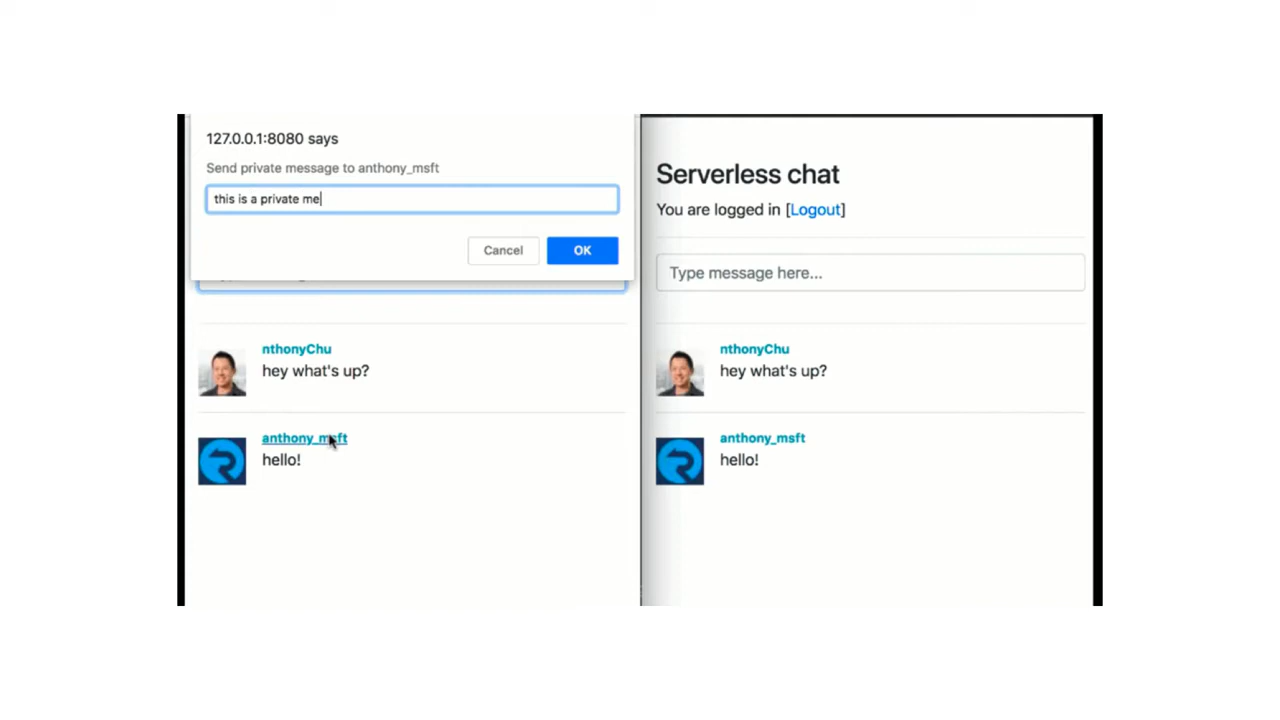 127.0.0.1:8080 says
Send private message to anthony_msft
this is a private me
Cancel
OK
nthonyChu
hey what's up?
anthony_msft
hello!
Serverless chat
You are logged in [Logout]
Type message here...
nthonyChu
hey what's up?
anthony_msft
hello!